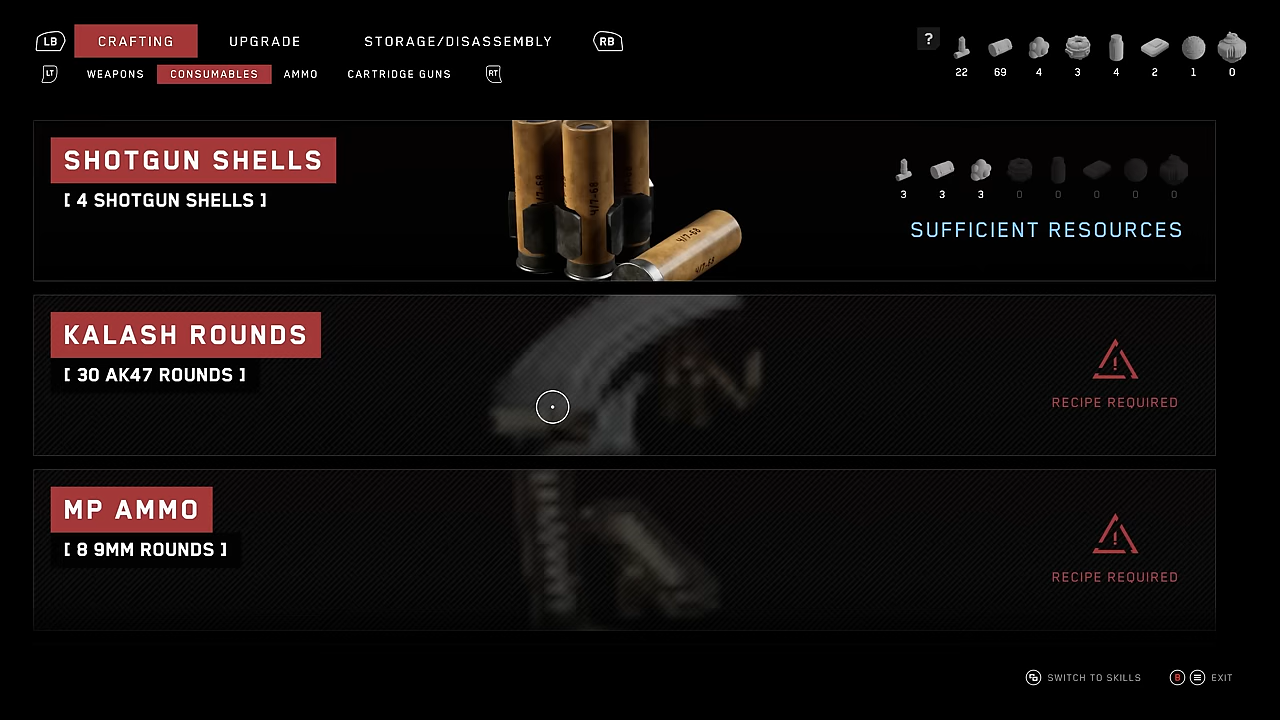 LB CRAFTING UPGRADE STORAGE/DISASSEMBLY RB
LT WEAPONS CONSUMABLES AMMO CARTRIDGE GUNS RT
?
22 69 4 3 4 2 1 0
SHOTGUN SHELLS
[ 4 SHOTGUN SHELLS ]
3 3 3 0 0 0 0 0
SUFFICIENT RESOURCES
KALASH ROUNDS
[ 30 AK47 ROUNDS ]
RECIPE REQUIRED
MP AMMO
[ 8 9MM ROUNDS ]
RECIPE REQUIRED
SWITCH TO SKILLS B EXIT